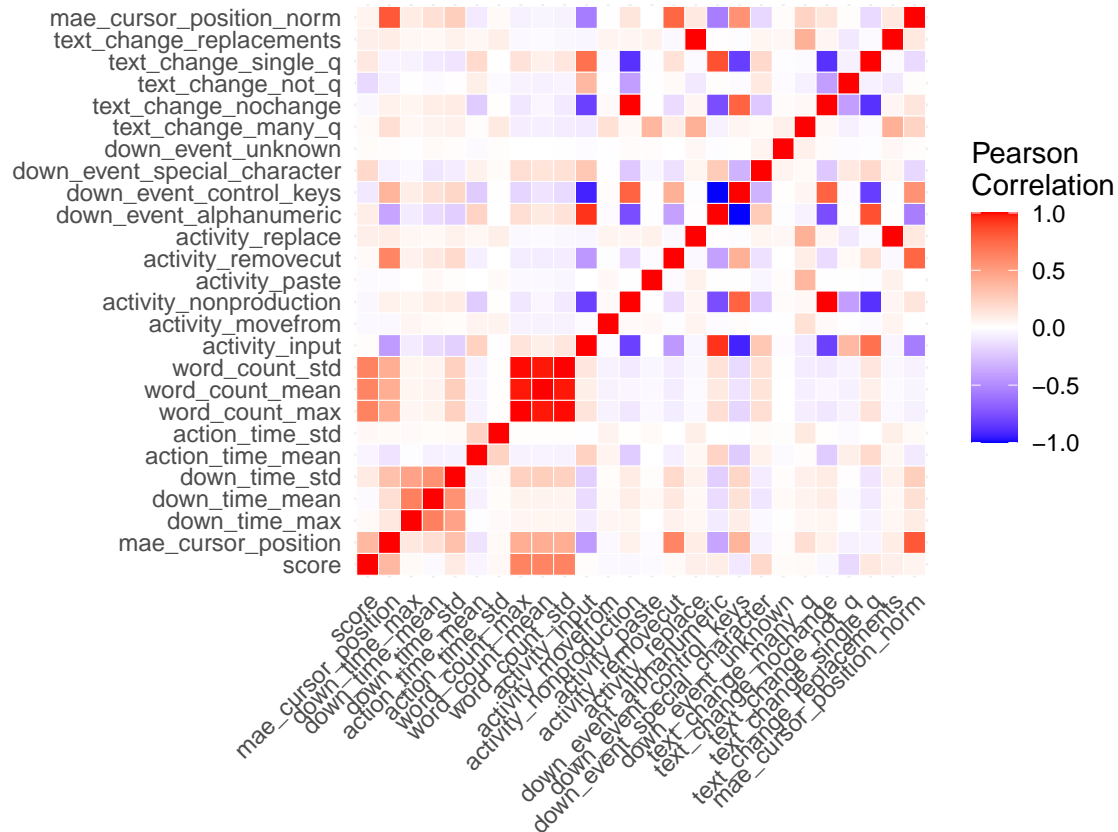 mae_cursor_position_norm
text_change_replacements
text_change_single_q
text_change_not_q
text_change_nochange
text_change_many_q
down_event_unknown
down_event_special_character
down_event_control_keys
down_event_alphanumeric
activity_replace
activity_removecut
activity_paste
activity_nonproduction
activity_movefrom
activity_input
word_count_std
word_count_mean
word_count_max
action_time_std
action_time_mean
down_time_std
down_time_mean
down_time_max
mae_cursor_position
score
score
mae_cursor_position
down_time_max
down_time_mean
down_time_std
action_time_mean
action_time_std
word_count_max
word_count_mean
word_count_std
activity_input
activity_movefrom
activity_nonproduction
activity_paste
activity_removecut
activity_replace
down_event_alphanumeric
down_event_control_keys
down_event_special_character
down_event_unknown
text_change_many_q
text_change_nochange
text_change_not_q
text_change_single_q
text_change_replacements
mae_cursor_position_norm
Pearson
Correlation
1.0
0.5
0.0
−0.5
−1.0